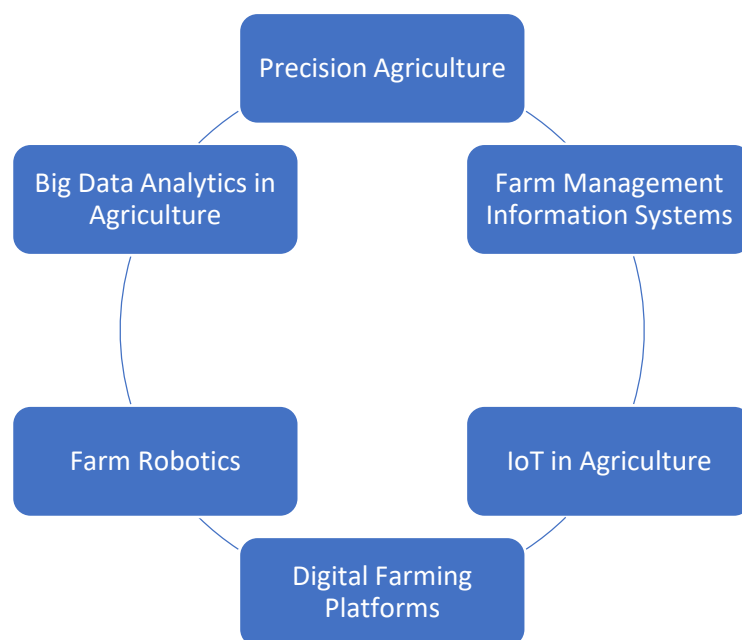 Precision Agriculture
Farm Management
Information Systems
IoT in Agriculture
Digital Farming
Platforms
Farm Robotics
Big Data Analytics in
Agriculture